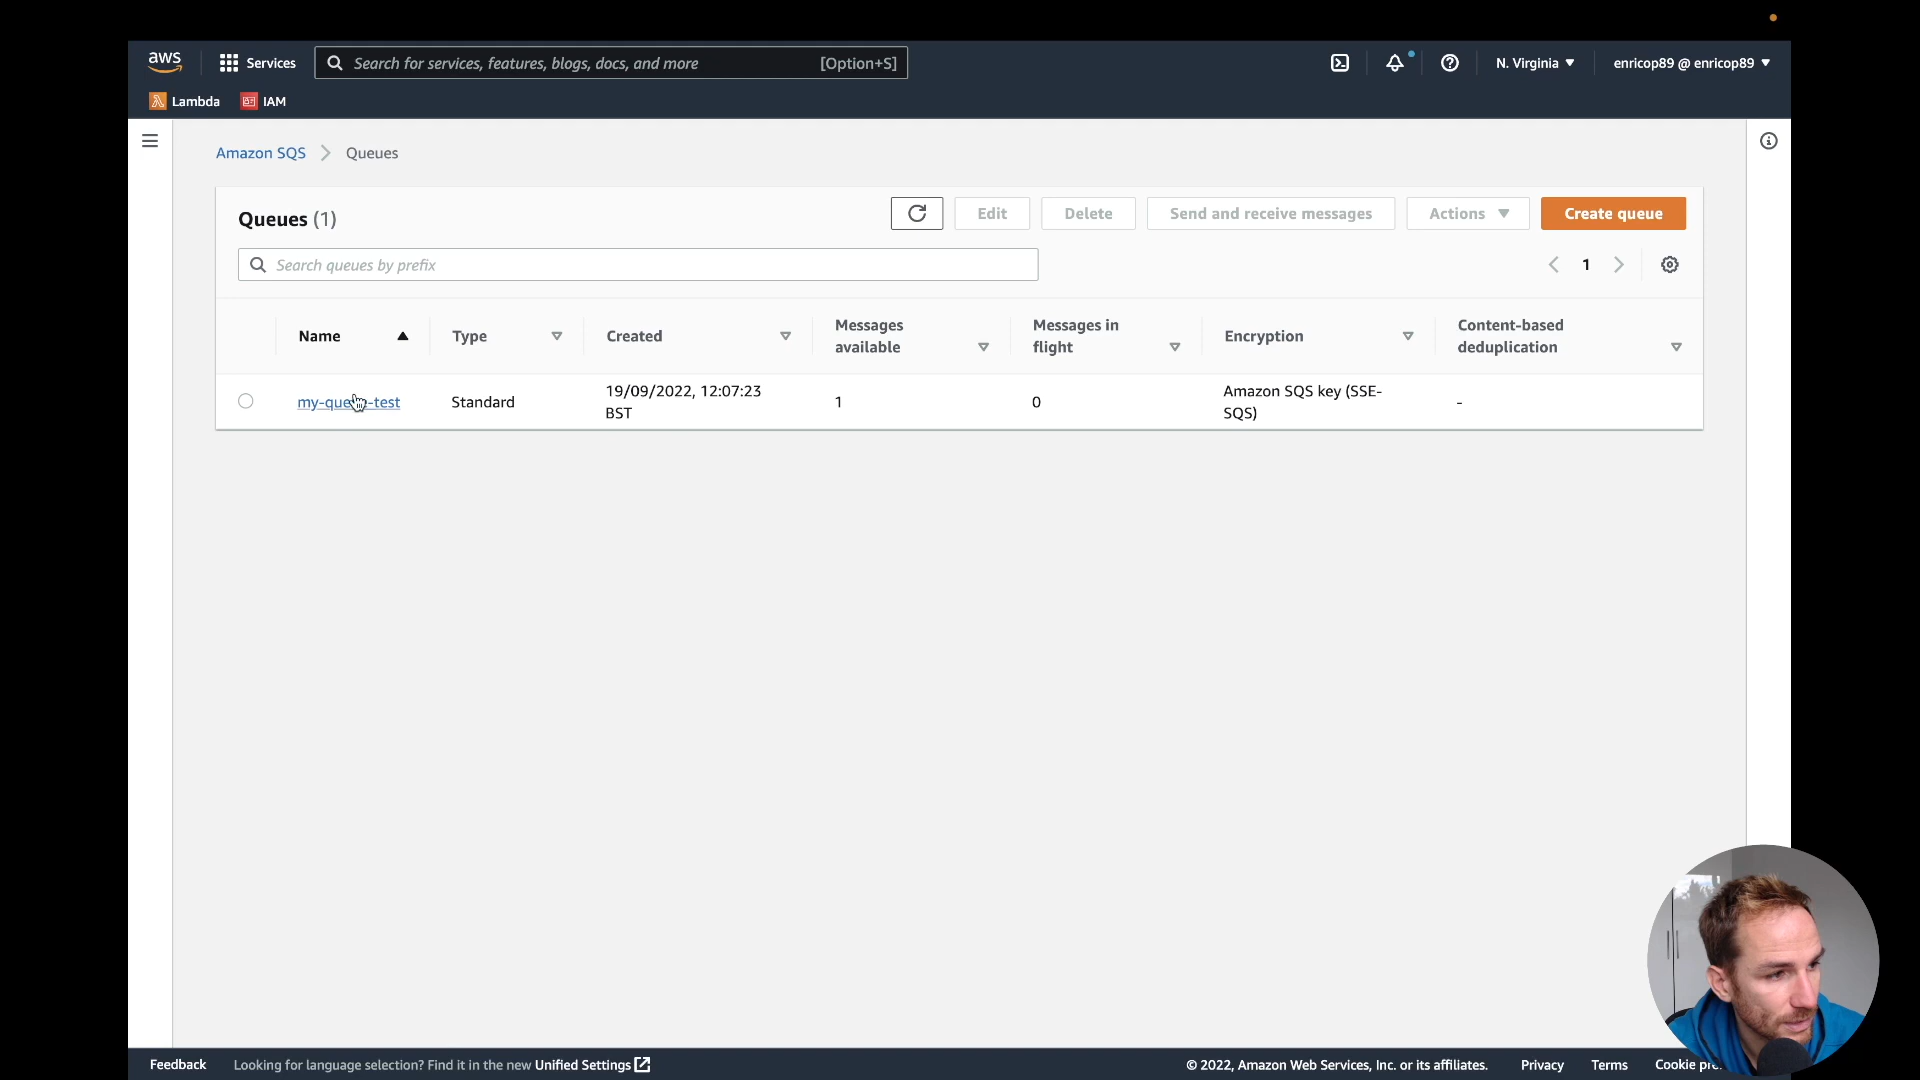 aws
Services
Search for services, features, blogs, docs, and more
[Option+S]
N. Virginia
enricop89 @ enricop89
Lambda
IAM
Amazon SQS
Queues
Queues (1)
Edit
Delete
Send and receive messages
Actions
Create queue
Search queues by prefix
1
Name
Type
Created
Messages
available
Messages in
flight
Encryption
Content-based
deduplication
Standard
19/09/2022, 12:07:23
BST
1
0
Amazon SQS key (SSE-
SQS)
-
Feedback
Looking for language selection? Find it in the new Unified Settings
© 2022, Amazon Web Services, Inc. or its affiliates.
Privacy
Terms
Cookie